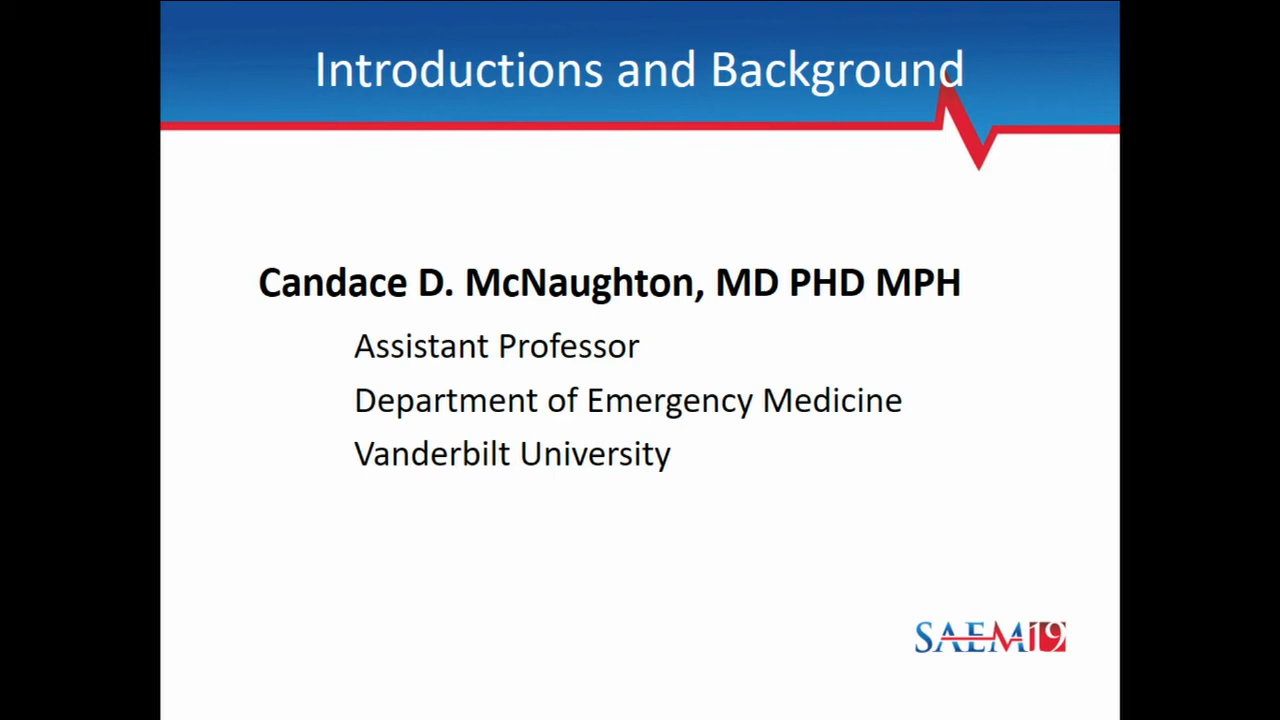 Introductions and Background
Candace D. McNaughton, MD PHD MPH
Assistant Professor
Department of Emergency Medicine
Vanderbilt University
SAEM19